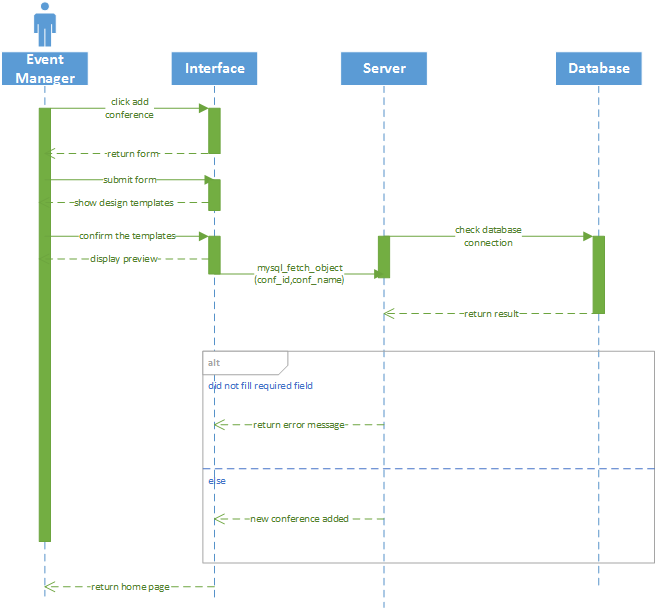 Event
Manager
Interface
Server
Database
click add
conference
return form
submit form
show design templates
confirm the templates
check database
connection
display preview
mysql_fetch_object
(conf_id,conf_name)
return result
alt
did not fill required field
return error message
else
new conference added
return home page